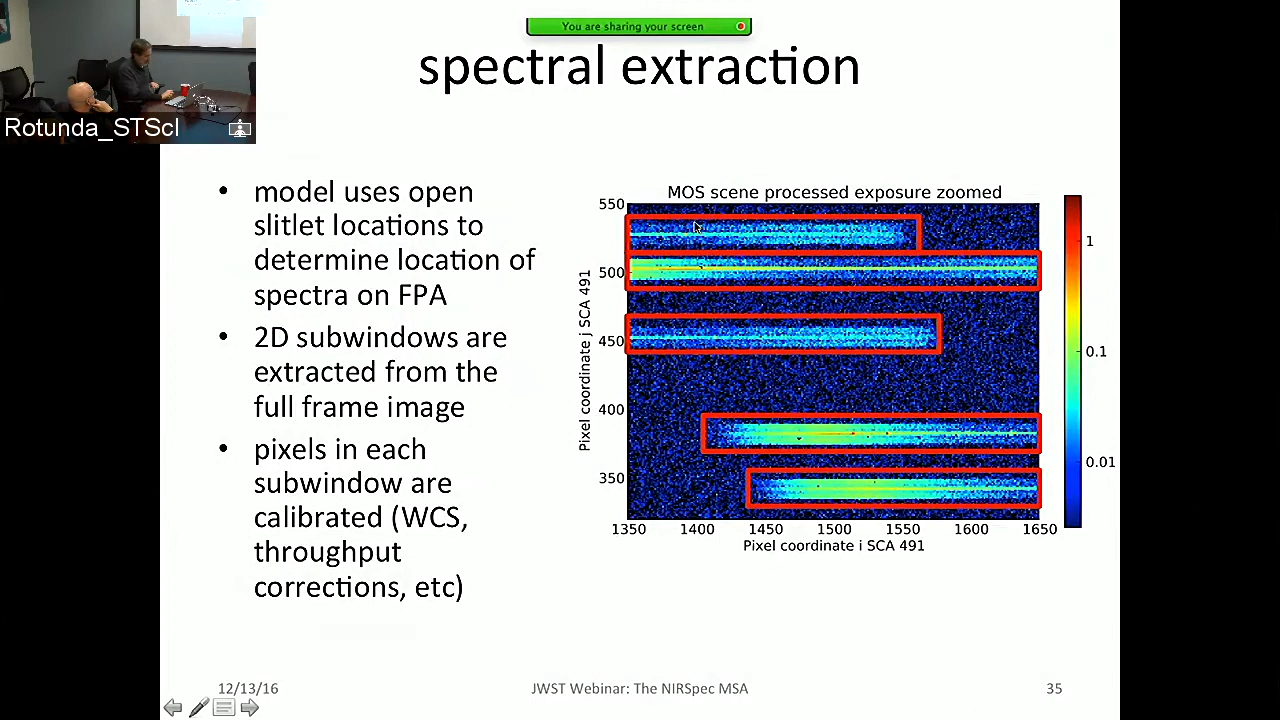 You are sharing your screen
spectral extraction
Rotunda_STScI
• model uses open
slitlet locations to
determine location of
spectra on FPA
• 2D subwindows are
extracted from the
full frame image
• pixels in each
subwindow are
calibrated (WCS,
throughput
corrections, etc)
MOS scene processed exposure zoomed
Pixel coordinate j SCA 491
550
500
450
400
350
1350 1400 1450 1500 1550 1600 1650
Pixel coordinate i SCA 491
1
0.1
0.01
12/13/16 JWST Webinar: The NIRSpec MSA 35